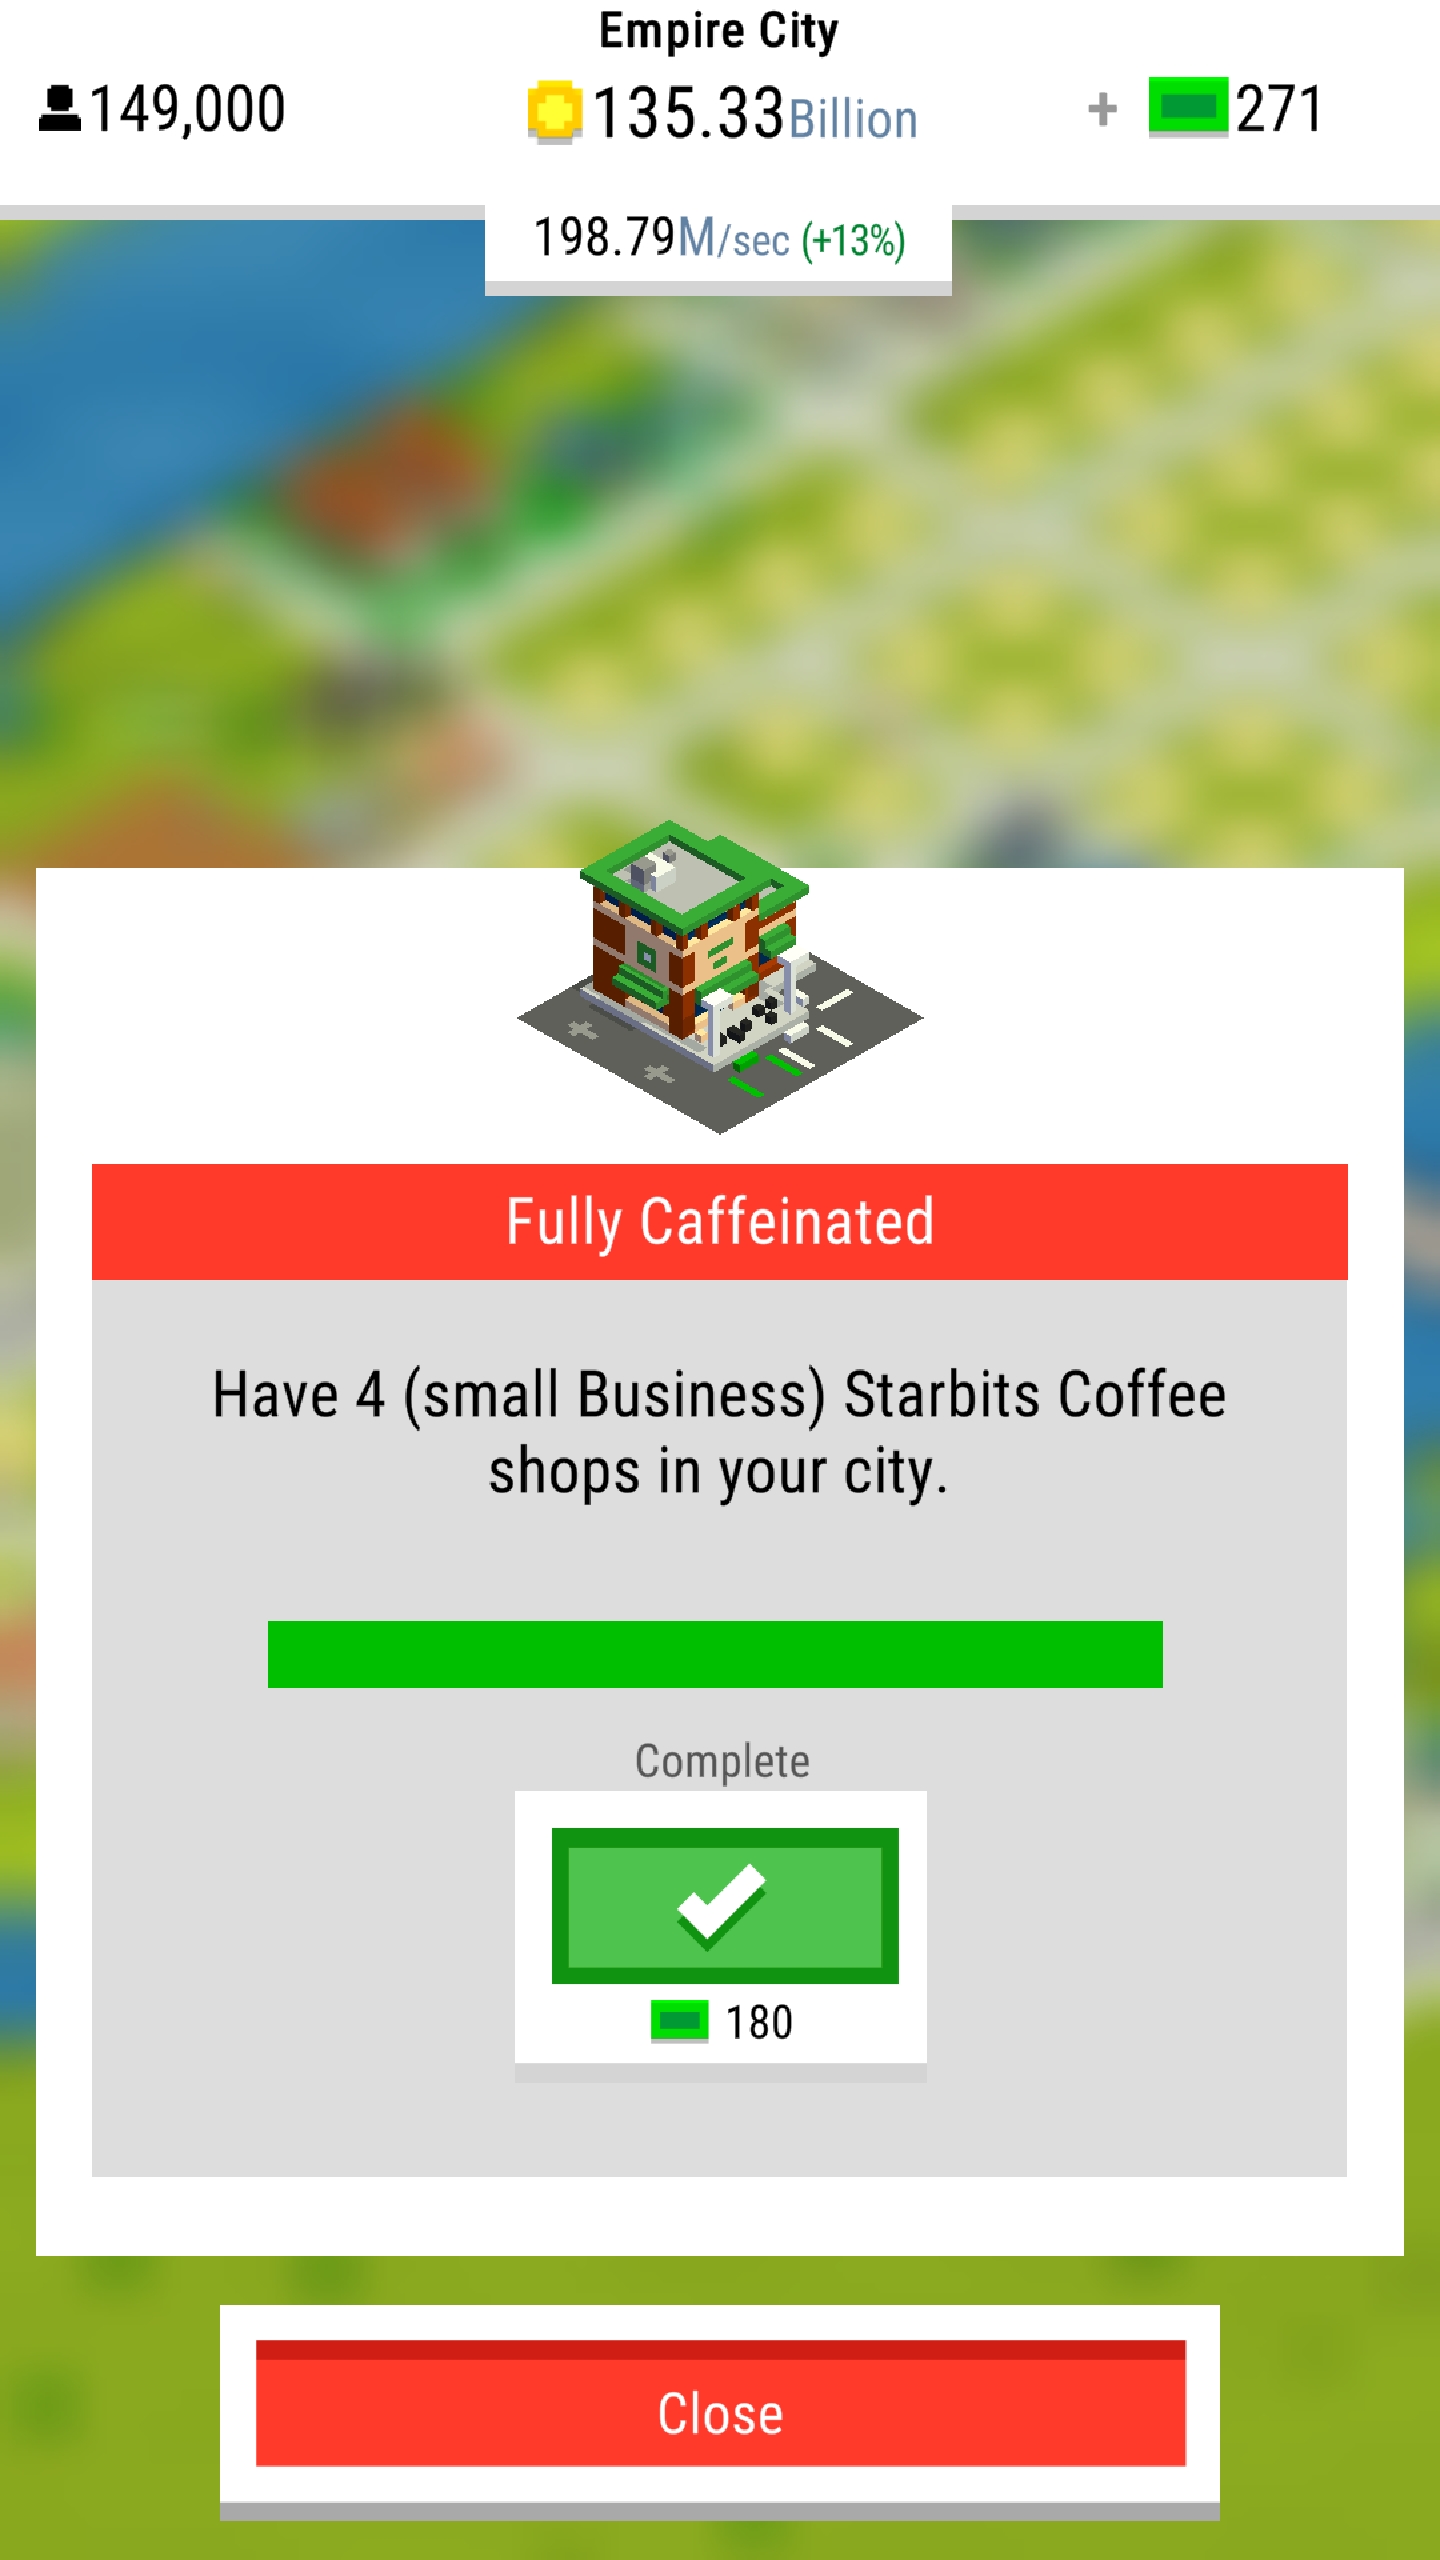 Empire City
149,000
135.33Billion
+ 271
198.79M/sec (+13%)
Fully Caffeinated
Have 4 (small Business) Starbits Coffee
shops in your city.
Complete
180
Close